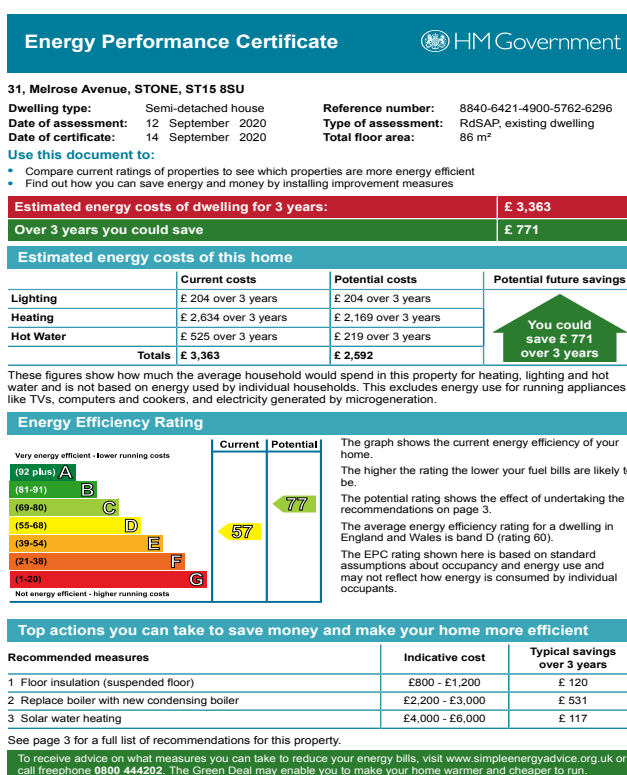 Energy Performance Certificate
HM Government
31, Melrose Avenue, STONE, ST15 8SU
Dwelling type: Semi-detached house
Date of assessment: 12 September 2020
Date of certificate: 14 September 2020
Reference number: 8840-6421-4900-5762-6296
Type of assessment: RdSAP, existing dwelling
Total floor area: 86 m²
Use this document to:
• Compare current ratings of properties to see which properties are more energy efficient
• Find out how you can save energy and money by installing improvement measures
Estimated energy costs of dwelling for 3 years: £ 3,363
Over 3 years you could save £ 771
Estimated energy costs of this home
Current costs Potential costs Potential future savings
Lighting £ 204 over 3 years £ 204 over 3 years
Heating £ 2,634 over 3 years £ 2,169 over 3 years
Hot Water £ 525 over 3 years £ 219 over 3 years
Totals £ 3,363 £ 2,592
You could
save £ 771
over 3 years
These figures show how much the average household would spend in this property for heating, lighting and hot
water and is not based on energy used by individual households. This excludes energy use for running appliances
like TVs, computers and cookers, and electricity generated by microgeneration.
Energy Efficiency Rating
Current Potential
Very energy efficient - lower running costs
(92 plus) A
(81-91) B
(69-80) C
(55-68) D
(39-54) E
(21-38) F
(1-20) G
Not energy efficient - higher running costs
57
77
The graph shows the current energy efficiency of your
home.
The higher the rating the lower your fuel bills are likely t
be.
The potential rating shows the effect of undertaking the
recommendations on page 3.
The average energy efficiency rating for a dwelling in
England and Wales is band D (rating 60).
The EPC rating shown here is based on standard
assumptions about occupancy and energy use and
may not reflect how energy is consumed by individual
occupants.
Top actions you can take to save money and make your home more efficient
Recommended measures Indicative cost Typical savings
over 3 years
1 Floor insulation (suspended floor) £800 - £1,200 £ 120
2 Replace boiler with new condensing boiler £2,200 - £3,000 £ 531
3 Solar water heating £4,000 - £6,000 £ 117
See page 3 for a full list of recommendations for this property.
To receive advice on what measures you can take to reduce your energy bills, visit www.simpleenergyadvice.org.uk or
call freephone 0800 444202. The Green Deal may enable you to make your home warmer and cheaper to run.